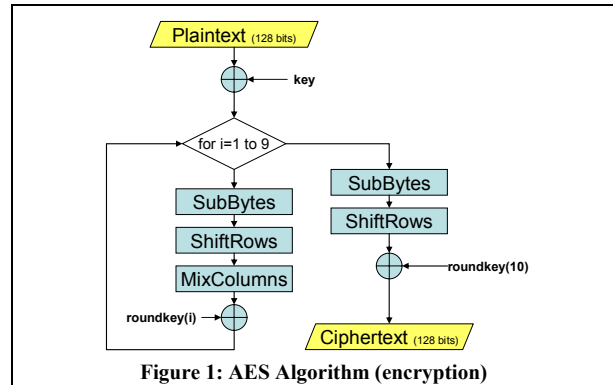 Plaintext (128 bits)
key
for i=1 to 9
SubBytes
ShiftRows
MixColumns
roundkey(i)
SubBytes
ShiftRows
roundkey(10)
Ciphertext (128 bits)
Figure 1: AES Algorithm (encryption)